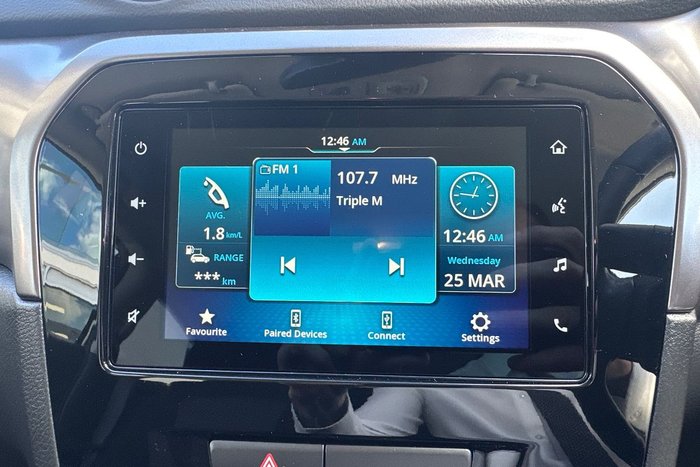 12:46 AM
FM 1
107.7 MHz
Triple M
AVG.
1.8 km/L
RANGE
*** km
12:46 AM
Wednesday
25 MAR
Favourite
Paired Devices
Connect
Settings